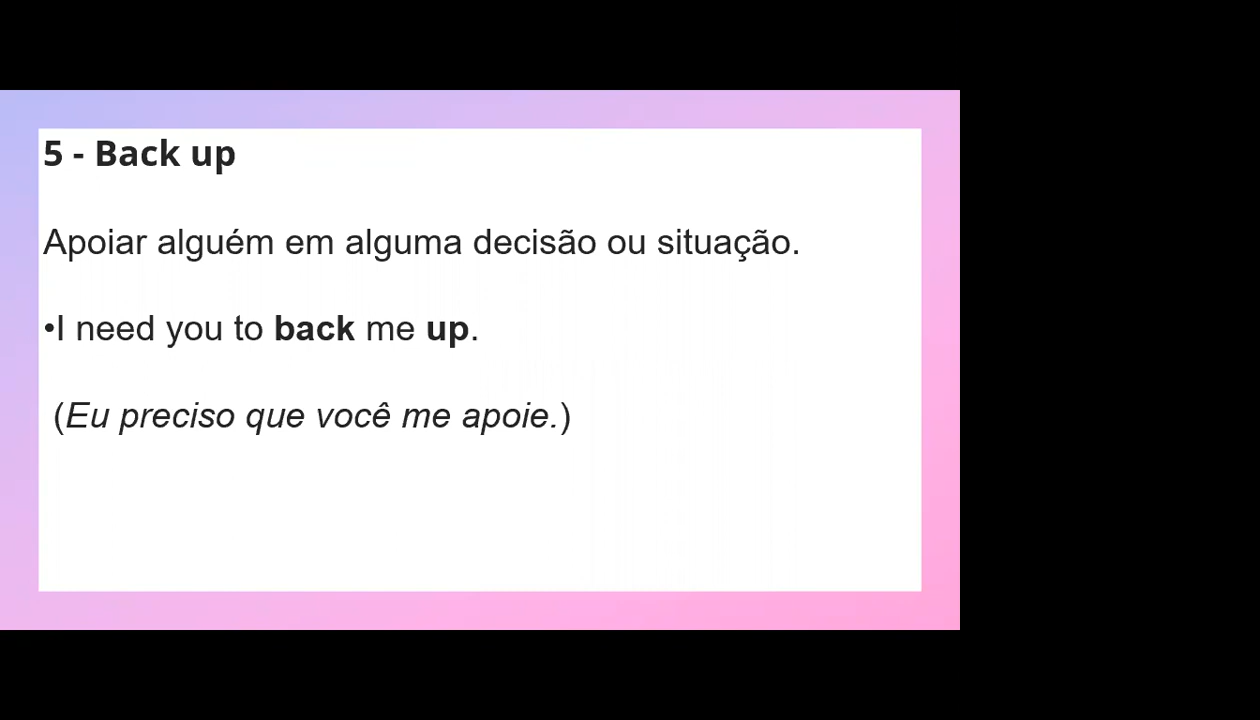 5 - Back up
Apoiar alguém em alguma decisão ou situação.
•I need you to back me up.
(Eu preciso que você me apoie.)